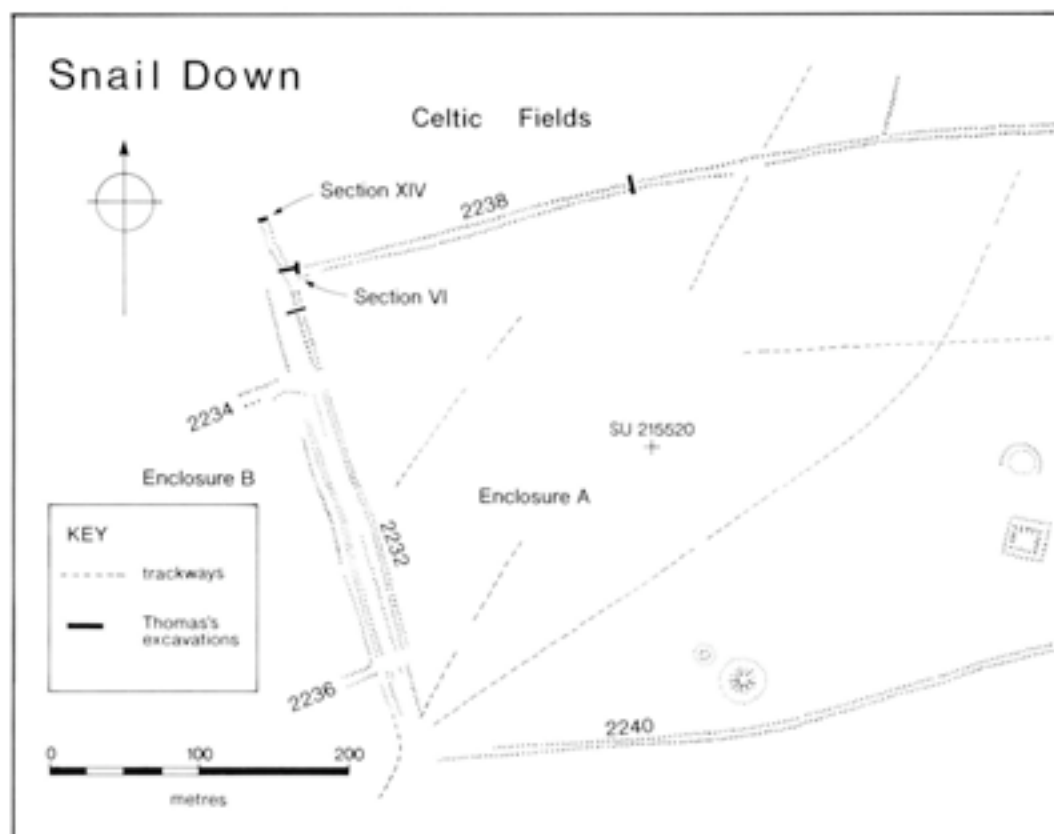 Snail Down
Celtic Fields
Section XIV
2238
Section VI
2234
SU 215520
Enclosure B
Enclosure A
2232
KEY
trackways
Thomas's
excavations
2236
2240
0 100 200
metres